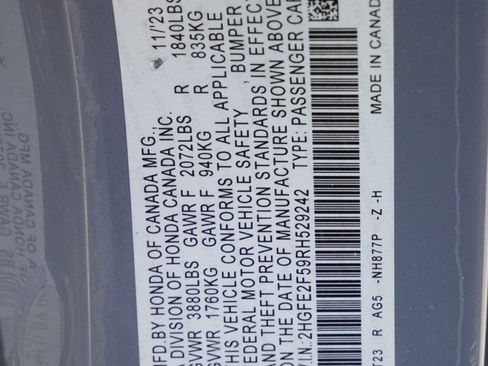 MFD. BY HONDA OF CANADA MFG., 11/23
A DIVISION OF HONDA CANADA INC.
GVWR 3880LBS GAWR F 2072LBS R 1840LBS
GVWR 1760KG GAWR F 940KG R 835KG
THIS VEHICLE CONFORMS TO ALL APPLICABLE
FEDERAL MOTOR VEHICLE SAFETY, BUMPER
AND THEFT PREVENTION STANDARDS IN EFFECT
ON THE DATE OF MANUFACTURE SHOWN ABOVE.
V.I.N.: 2HGFE2F59RH529242 TYPE: PASSENGER CAR
T23 R AG5 -NH877P -Z -H MADE IN CANADA